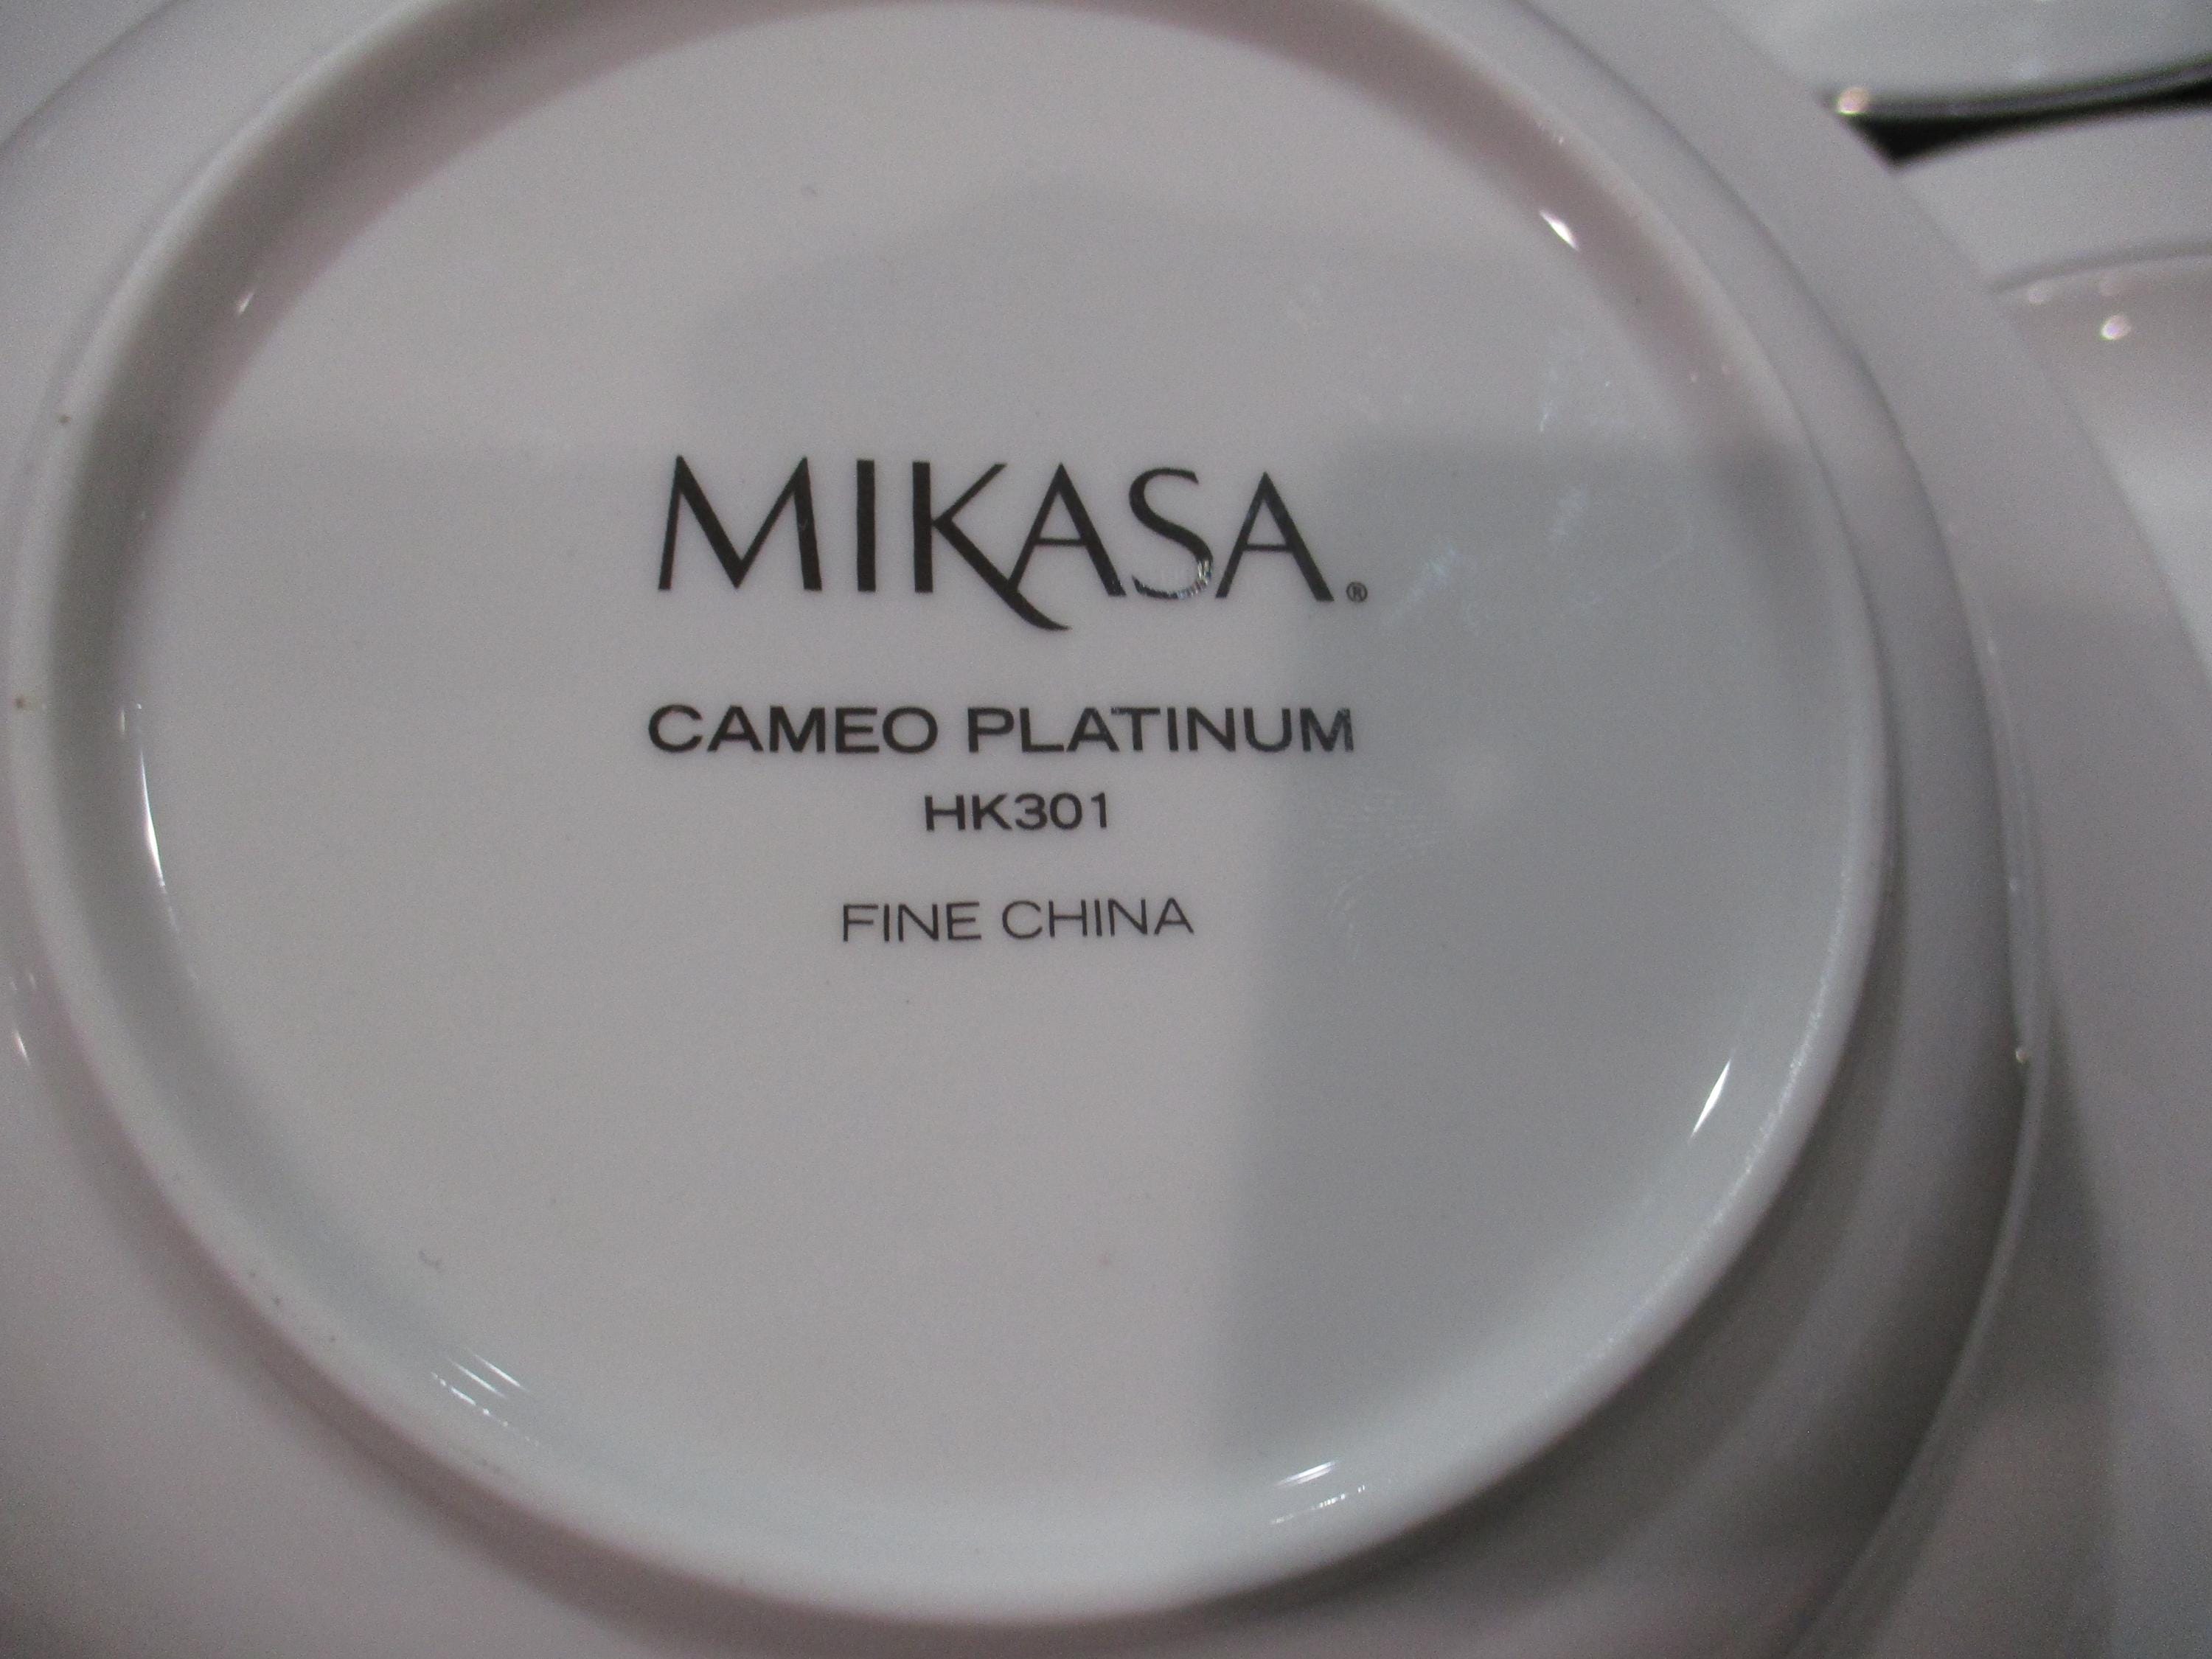 MIKASA®
CAMEO PLATINUM
HK301
FINE CHINA